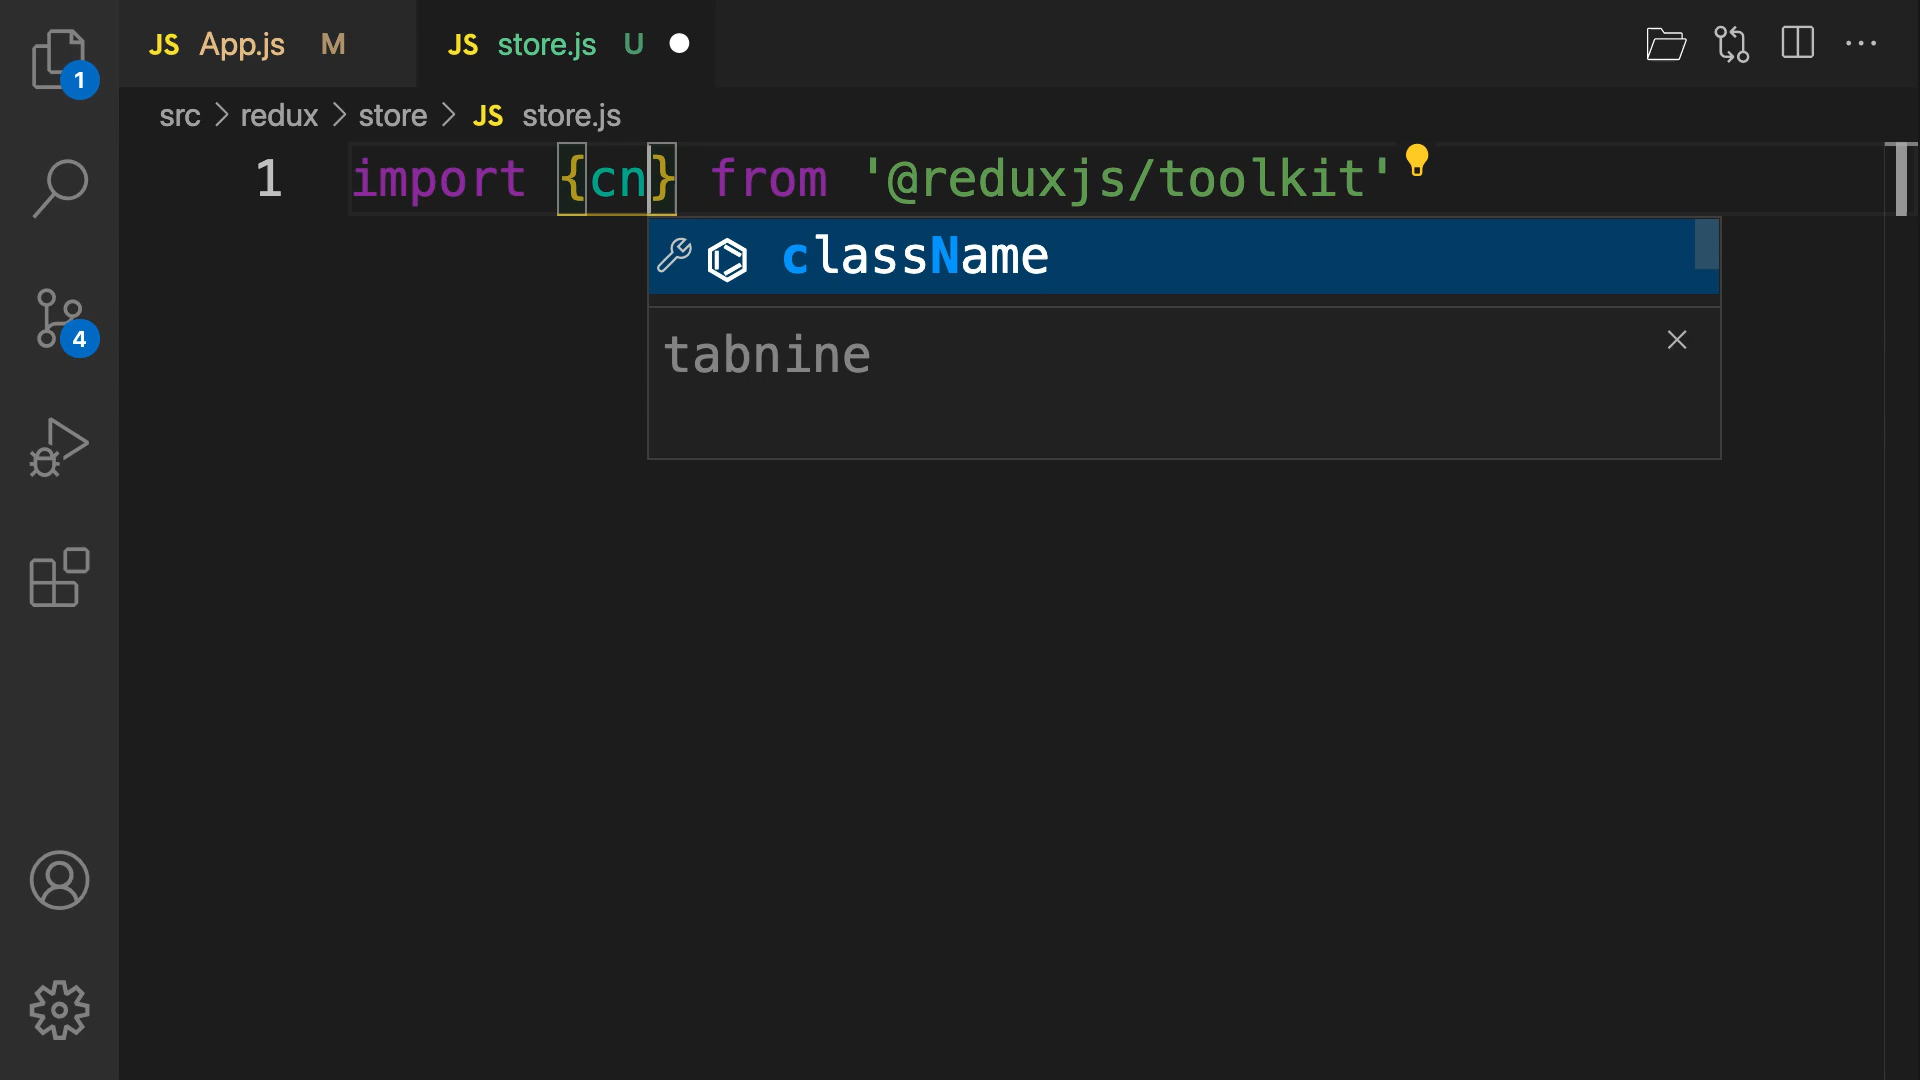 JS App.js M JS store.js U
1
src > redux > store > JS store.js
1 import {cn} from '@reduxjs/toolkit'
className
tabnine
4